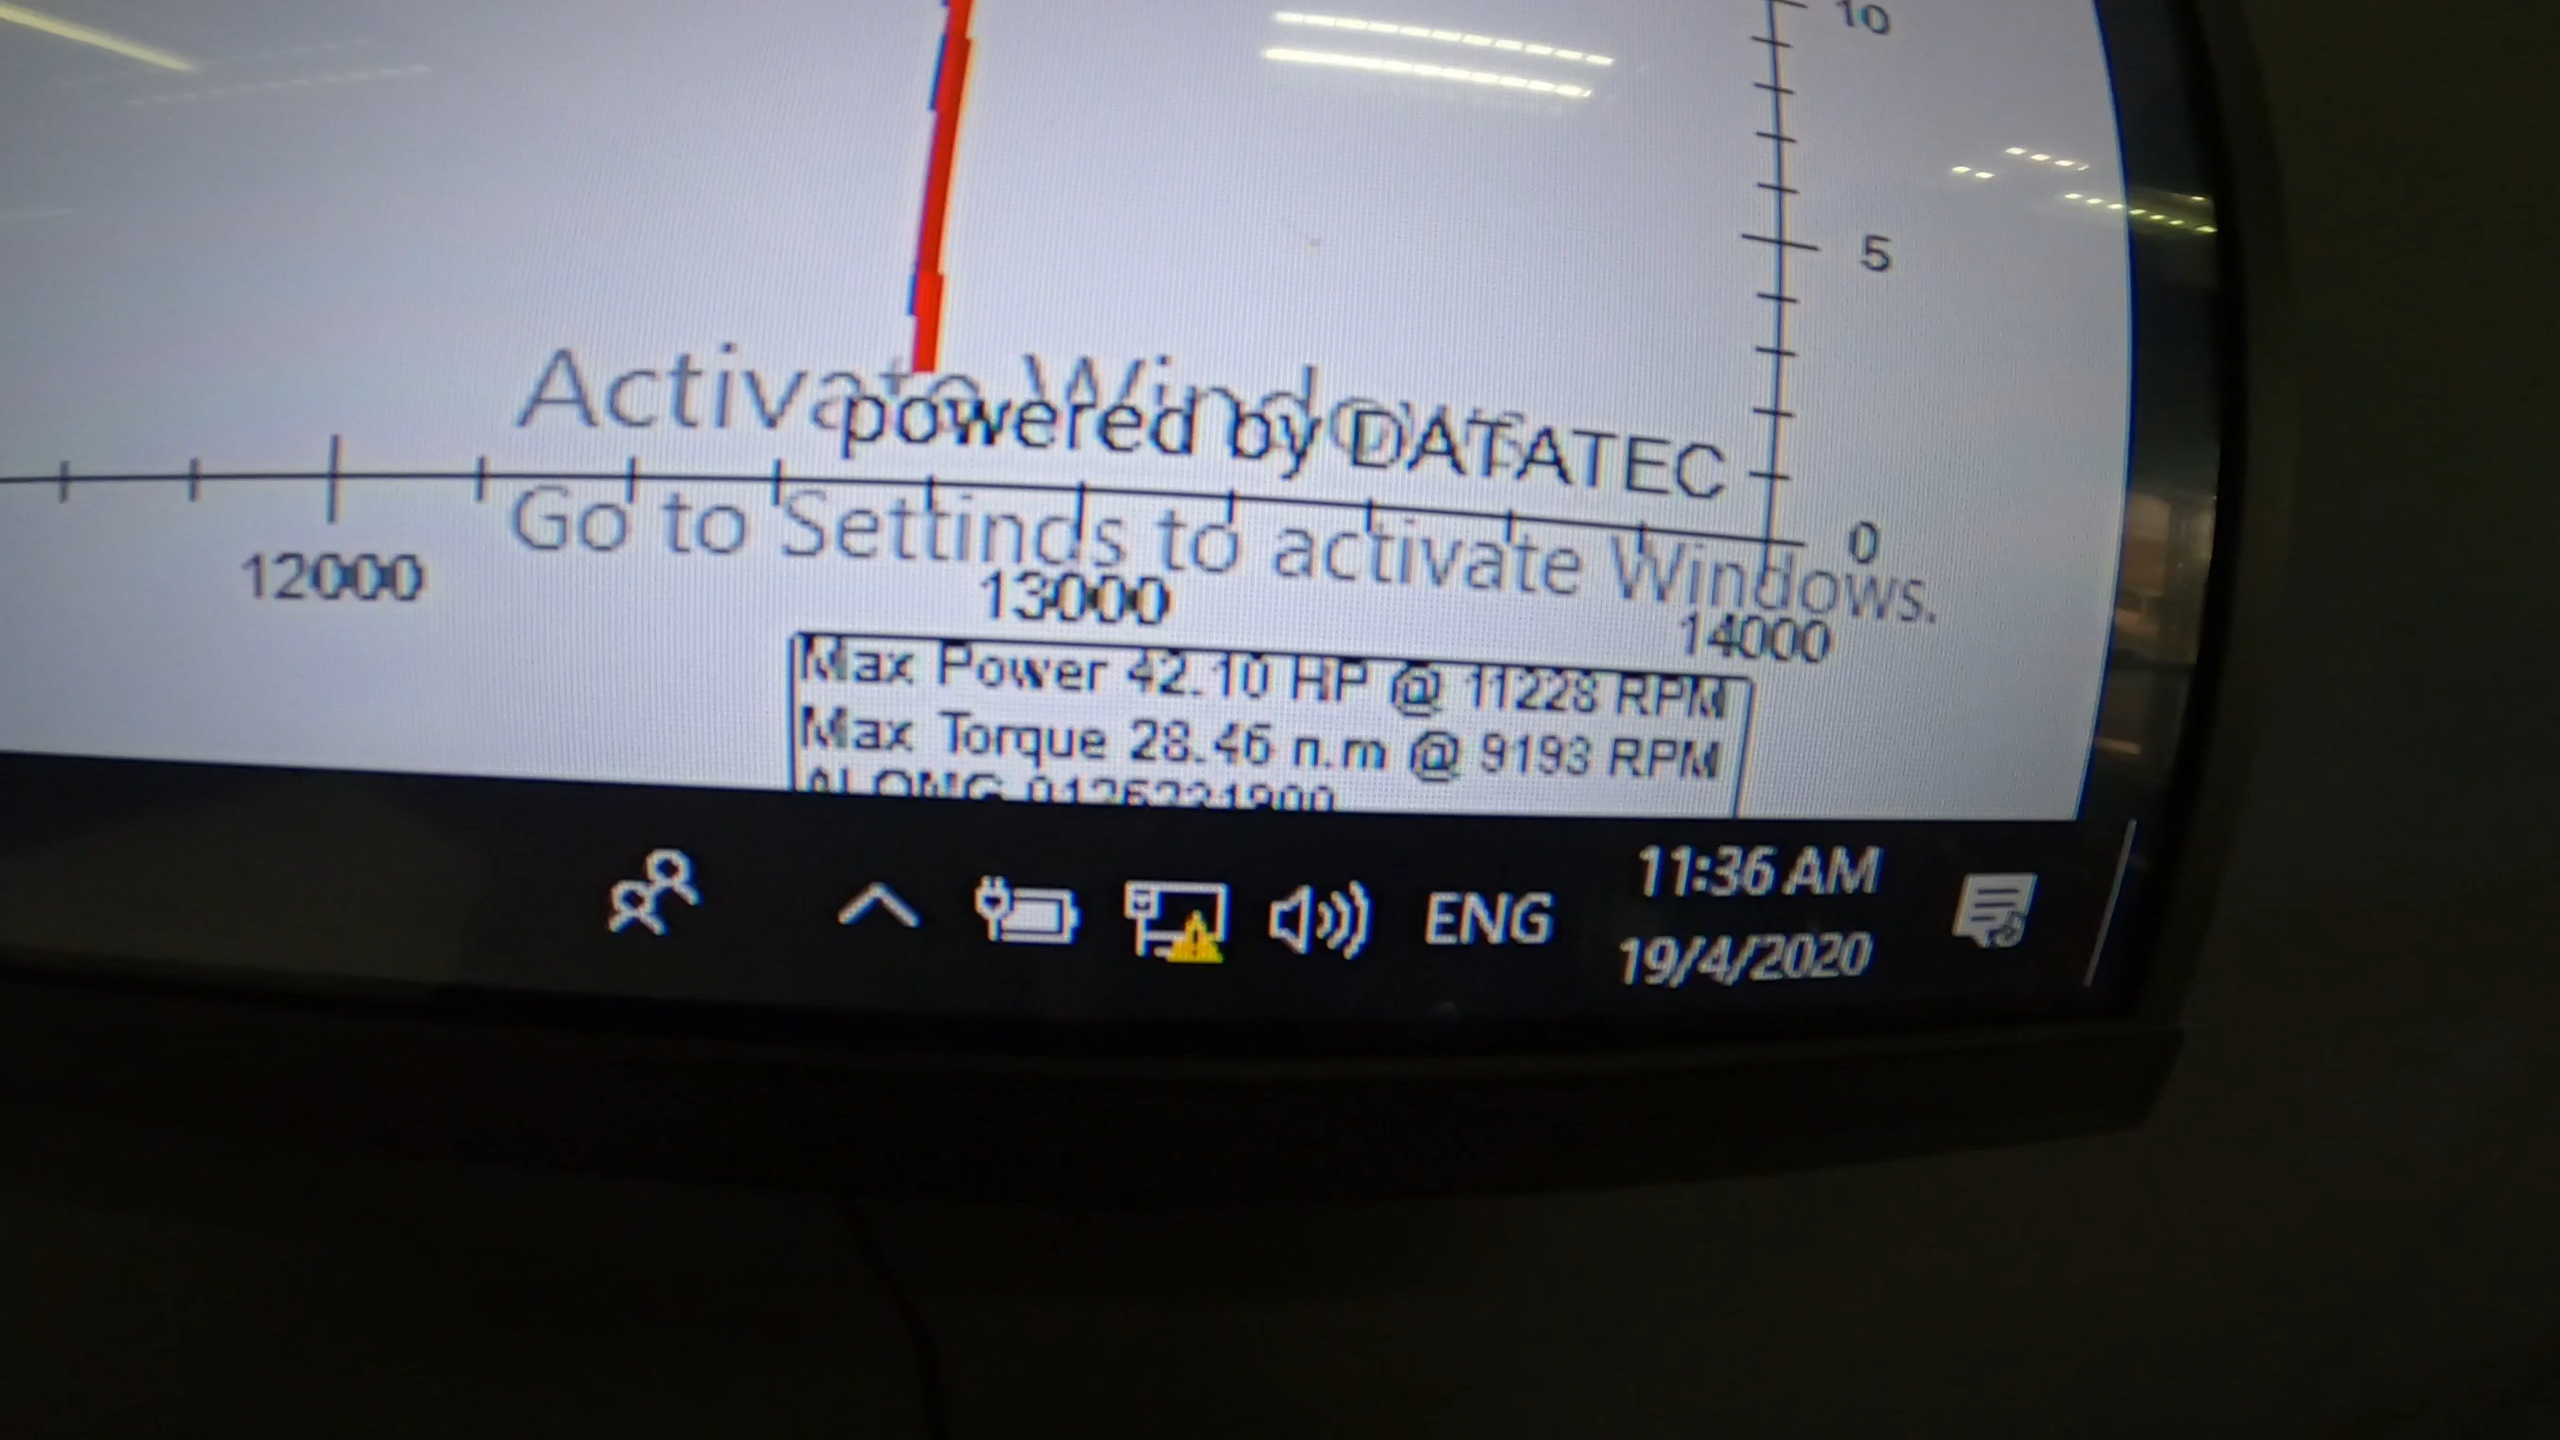 10
5
Activate Windows
powered by DATATEC
0
Go to Settings to activate Windows.
12000
13000
14000
Max Power 42.10 HP @ 11228 RPM
Max Torque 28.46 n.m @ 9193 RPM
ALONG
11:36 AM
ENG
19/4/2020